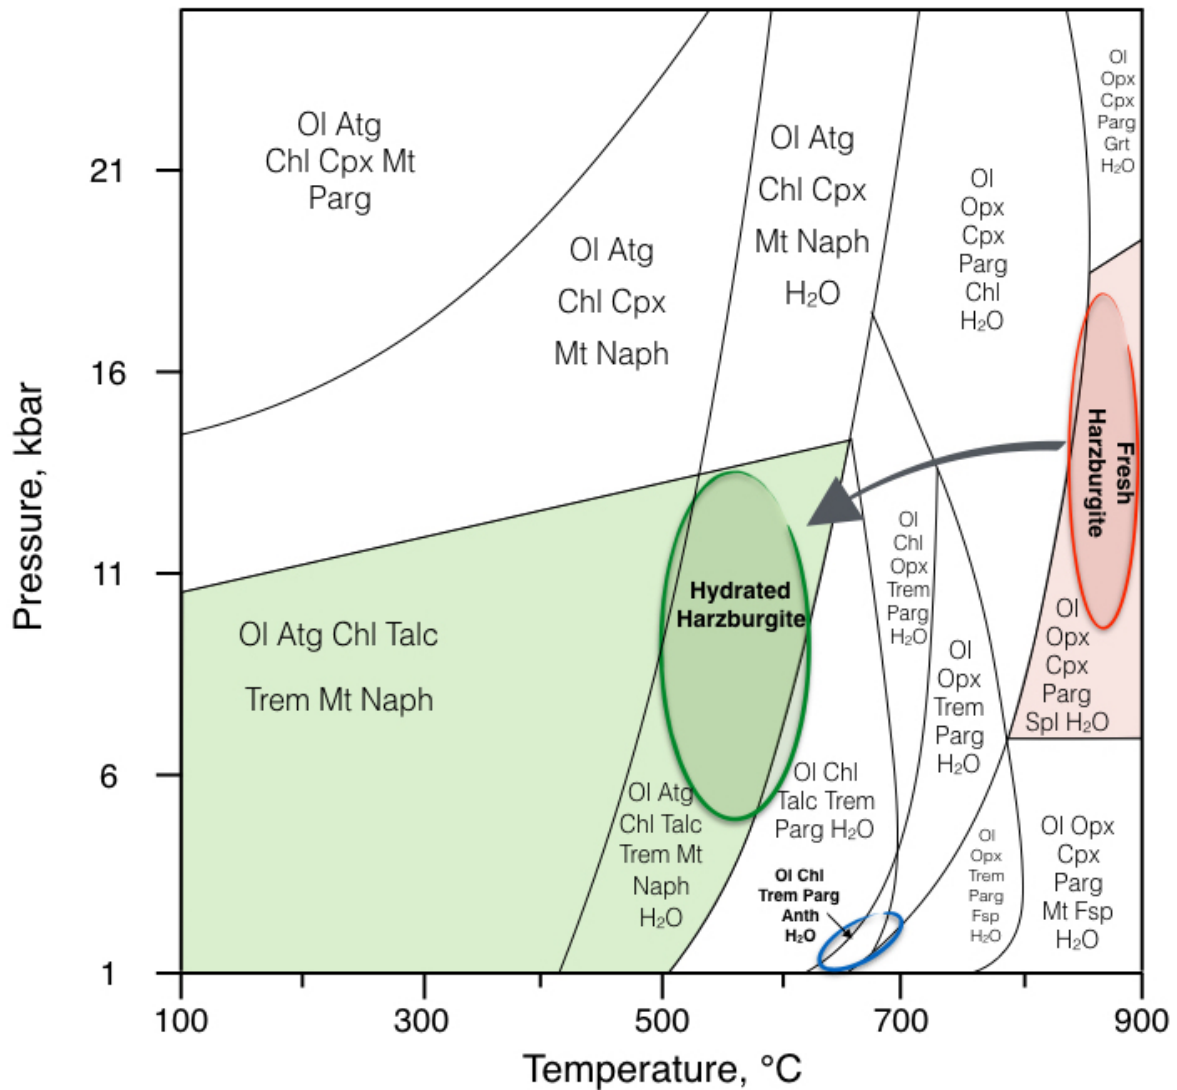 Ol Atg
Chl Cpx Mt
Parg
Ol Atg
Chl Cpx
Mt Naph
Ol Atg
Chl Cpx
Mt Naph
H₂O
Ol
Opx
Cpx
Parg
Chl
H₂O
Ol
Opx
Cpx
Parg
Grt
H₂O
Fresh
Harzburgite
Hydrated
Harzburgite
Ol Atg Chl Talc
Trem Mt Naph
Ol
Chl
Opx
Trem
Parg
H₂O
Ol
Opx
Trem
Parg
H₂O
Ol
Opx
Cpx
Parg
Spl H₂O
Ol Atg
Chl Talc
Trem Mt
Naph
H₂O
Ol Chl
Talc Trem
Parg H₂O
Ol Chl
Trem Parg
Anth
H₂O
Ol
Opx
Trem
Parg
Fsp
H₂O
Ol Opx
Cpx
Parg
Mt Fsp
H₂O
21
16
11
6
1
Pressure, kbar
100
300
500
700
900
Temperature, °C